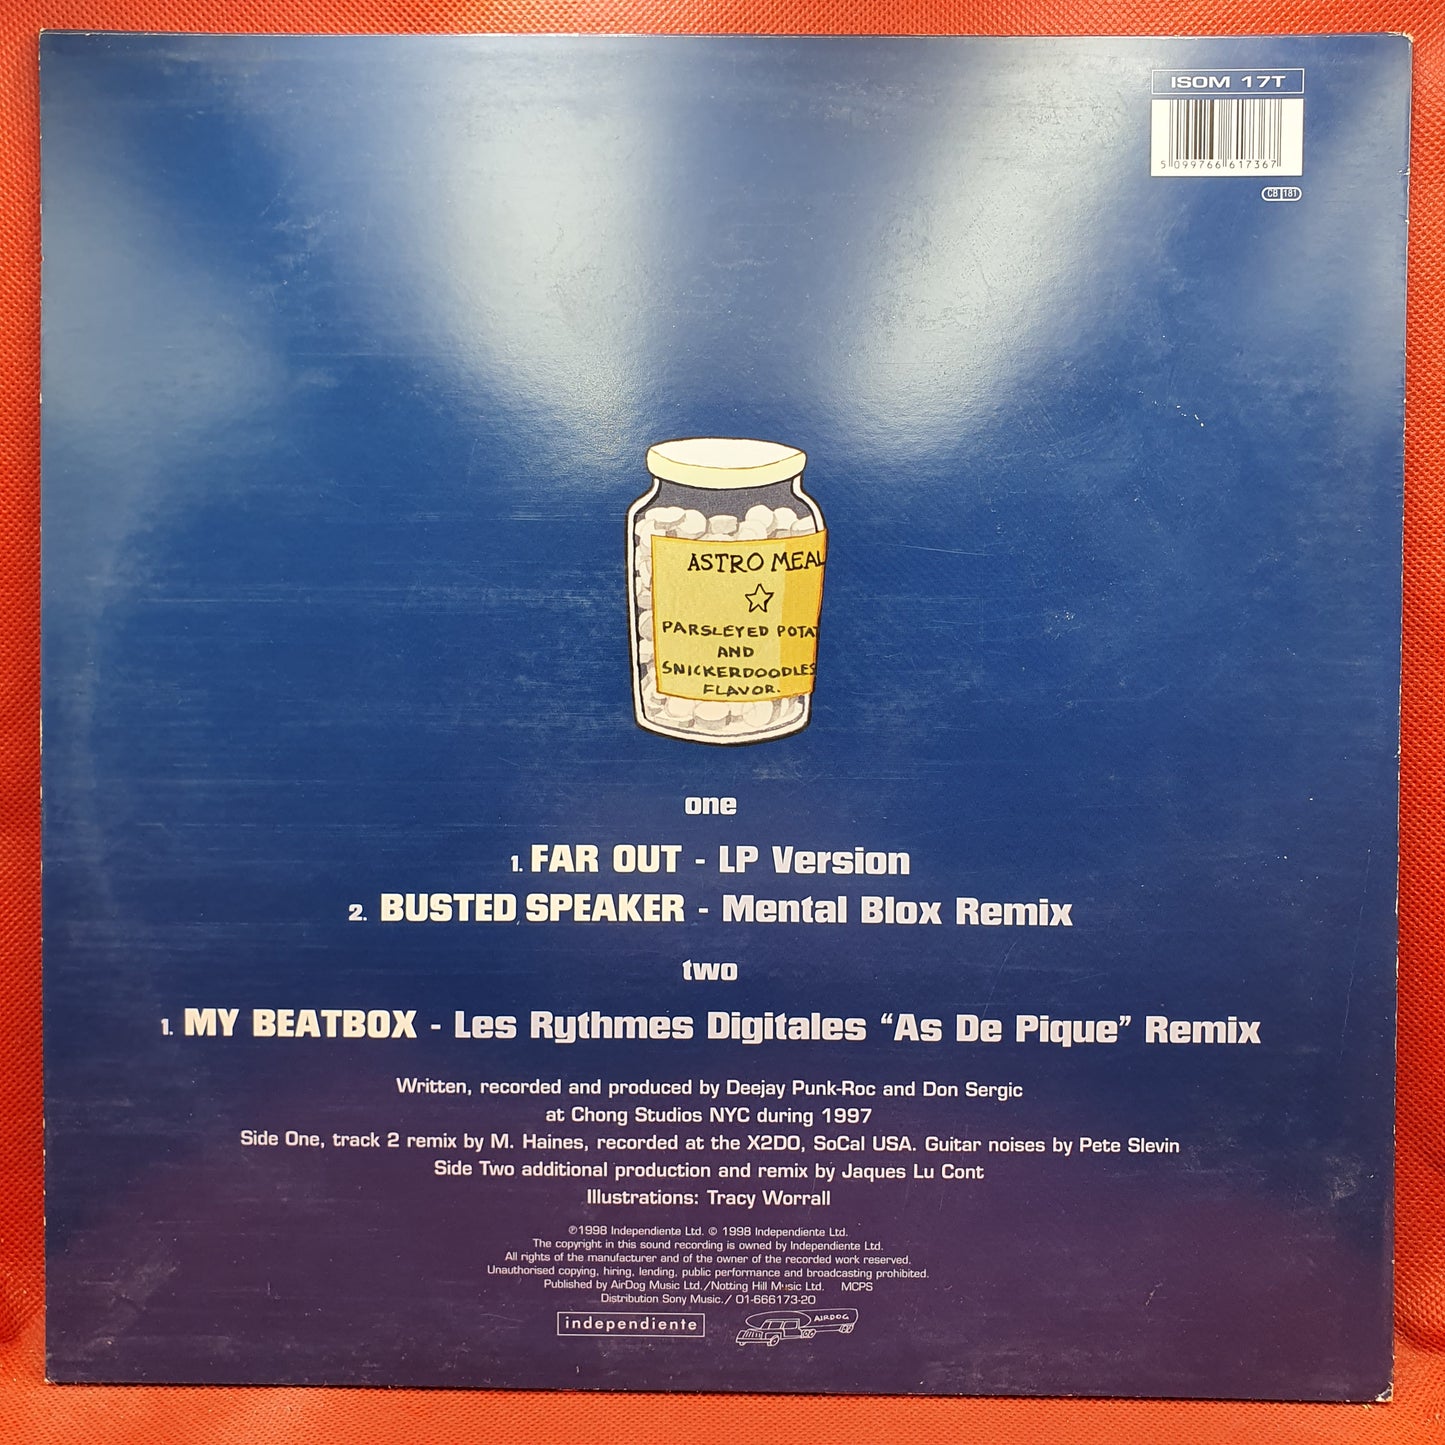 ISOM 17T
5 099766 617367
CB 181
ASTRO MEAL
PARSLEYED POTAT
AND
SNICKERDOODLES
FLAVOR.
one
1. FAR OUT - LP Version
2. BUSTED SPEAKER - Mental Blox Remix
two
1. MY BEATBOX - Les Rythmes Digitales “As De Pique” Remix
Written, recorded and produced by Deejay Punk-Roc and Don Sergic
at Chong Studios NYC during 1997
Side One, track 2 remix by M. Haines, recorded at the X2DO, SoCal USA. Guitar noises by Pete Slevin
Side Two additional production and remix by Jaques Lu Cont
Illustrations: Tracy Worrall
℗1998 Independiente Ltd. © 1998 Independiente Ltd.
The copyright in this sound recording is owned by Independiente Ltd.
All rights of the manufacturer and of the owner of the recorded work reserved.
Unauthorised copying, hiring, lending, public performance and broadcasting prohibited.
Published by AirDog Music Ltd./Notting Hill Music Ltd. MCPS
Distribution Sony Music./ 01-666173-20
independiente
AIRDOG